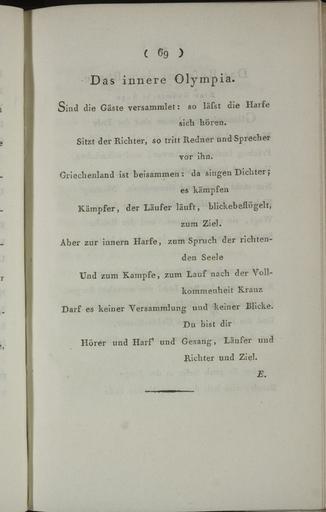 ( 69 )
Das innere Olympia.
Sind die Gäste versammlet: so läſst die Harfe
sich hören.
Sitzt der Richter, so tritt Redner und Sprecher
vor ihn.
Griechenland ist beisammen: da singen Dichter;
es kämpfen
Kämpfer, der Läufer läuft, blickebeflügelt,
zum Ziel.
Aber zur innern Harfe, zum Spruch der richten-
den Seele
Und zum Kampfe, zum Lauf nach der Voll-
kommenheit Kranz
Darf es keiner Versammlung und keiner Blicke.
Du bist dir
Hörer und Harf' und Gesang, Läufer und
Richter und Ziel.
E.